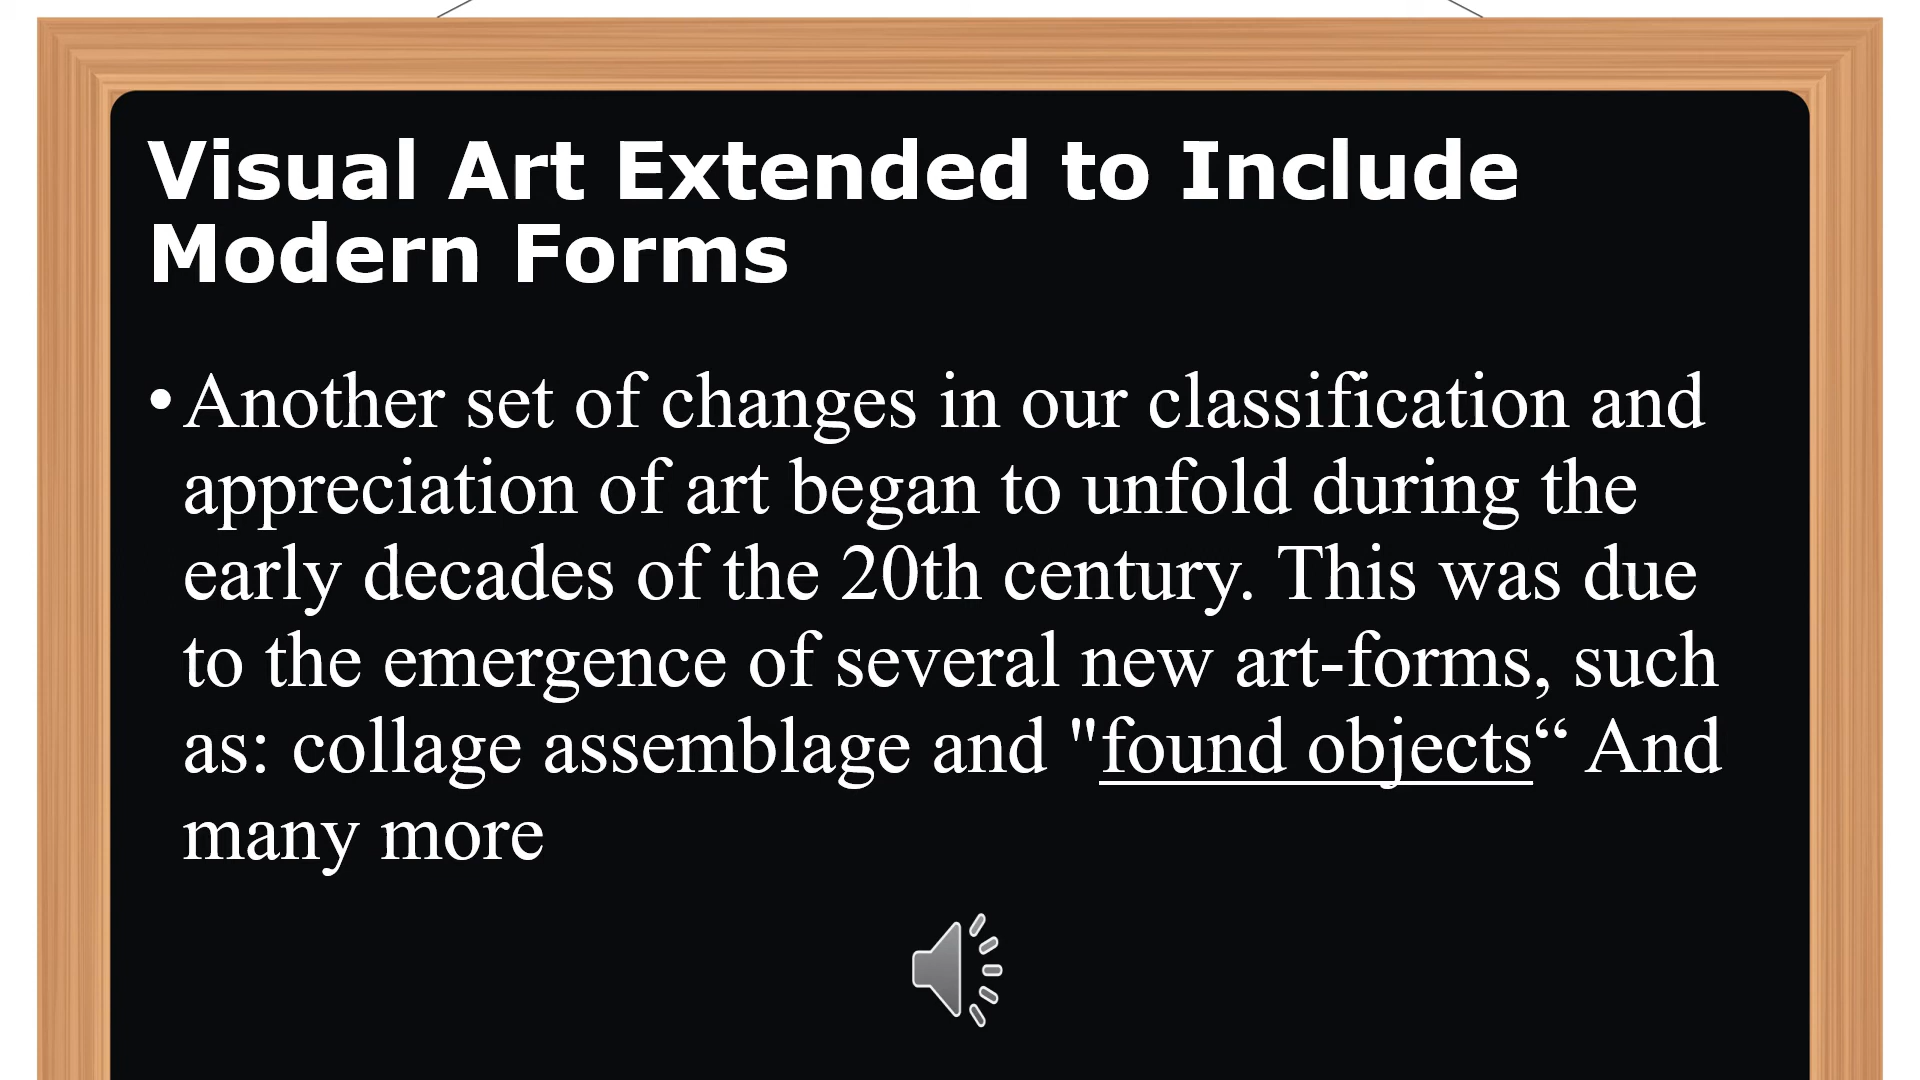 Visual Art Extended to Include
Modern Forms
•Another set of changes in our classification and
appreciation of art began to unfold during the
early decades of the 20th century. This was due
to the emergence of several new art-forms, such
as: collage assemblage and "found objects“ And
many more